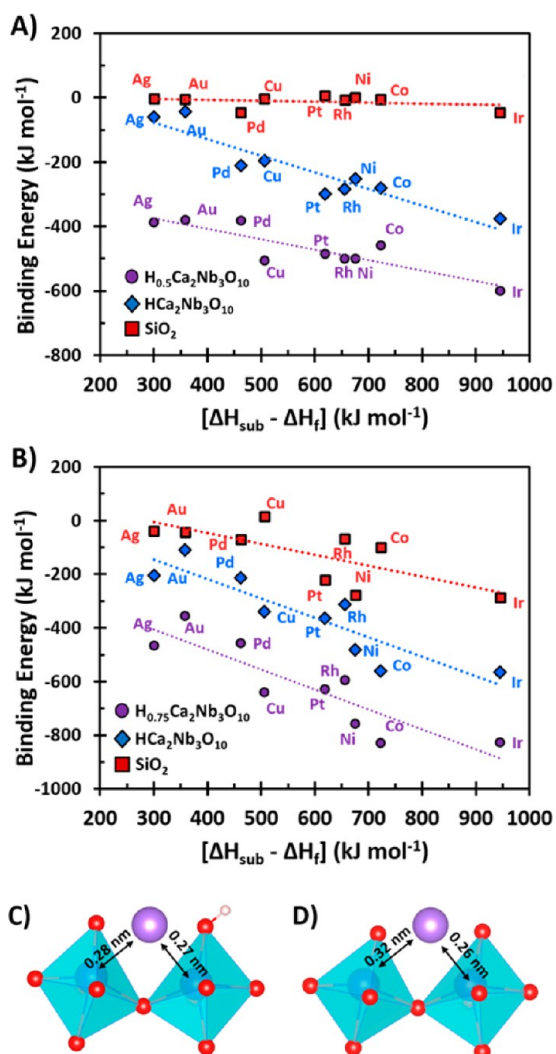 A)
200
0
-200
-400
-600
-800
Binding Energy (kJ mol⁻¹)
Ag
Au
Cu
Ni
Co
Pd
Pt
Rh
Ir
Ag
Au
Pd
Cu
Ni
Co
Pt
Rh
Ir
Ag
Au
Pd
Pt
Co
Cu
Rh
Ni
Ir
H₀.₅Ca₂Nb₃O₁₀
HCa₂Nb₃O₁₀
SiO₂
200 300 400 500 600 700 800 900 1000
[ΔHsub - ΔHf] (kJ mol⁻¹)
B)
200
0
-200
-400
-600
-800
-1000
Binding Energy (kJ mol⁻¹)
Cu
Au
Ag
Pd
Rh
Co
Pt
Ni
Ir
Pd
Ag
Au
Cu
Pt
Rh
Ni
Co
Ir
Ag
Au
Pd
Rh
Cu
Pt
Ni
Co
Ir
H₀.₇₅Ca₂Nb₃O₁₀
HCa₂Nb₃O₁₀
SiO₂
200 300 400 500 600 700 800 900 1000
[ΔHsub - ΔHf] (kJ mol⁻¹)
C)
0.28 nm
0.27 nm
D)
0.32 nm
0.26 nm